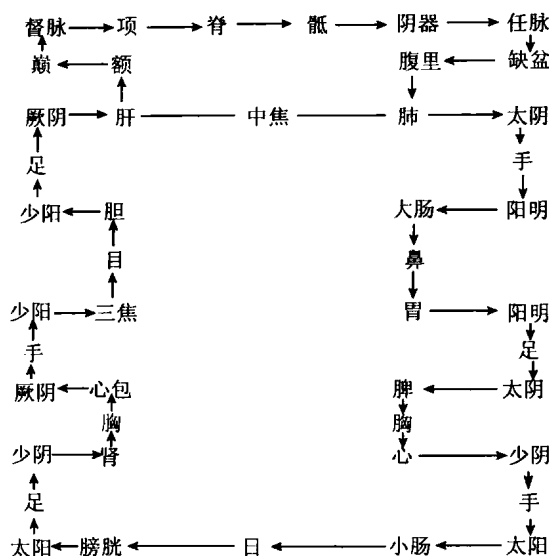 督脉 项 脊 骶 阴器 任脉
巅 额 腹里 缺盆
厥阴 肝 中焦 肺 太阴
足 手
少阳 胆 大肠 阳明
目 鼻
少阳 三焦 胃 阳明
手 足
厥阴 心包 脾 太阴
胸 胸
少阴 肾 心 少阴
足 手
太阳 膀胱 日 小肠 太阳